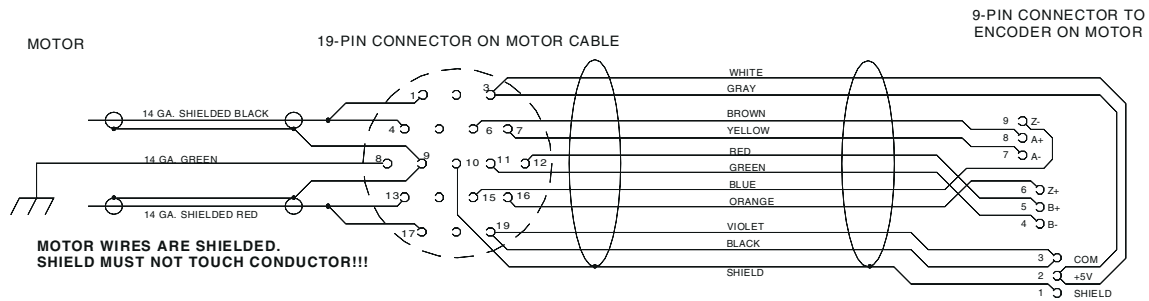 9-PIN CONNECTOR TO
ENCODER ON MOTOR
MOTOR
19-PIN CONNECTOR ON MOTOR CABLE
WHITE
GRAY
BROWN
YELLOW
RED
GREEN
BLUE
ORANGE
VIOLET
BLACK
SHIELD
14 GA. SHIELDED BLACK
14 GA. GREEN
14 GA. SHIELDED RED
1
3
4
6
7
8
9
10
11
12
13
15
16
17
19
9 Z-
8 A+
7 A-
6 Z+
5 B+
4 B-
3 COM
2 +5V
1 SHIELD
MOTOR WIRES ARE SHIELDED.
SHIELD MUST NOT TOUCH CONDUCTOR!!!